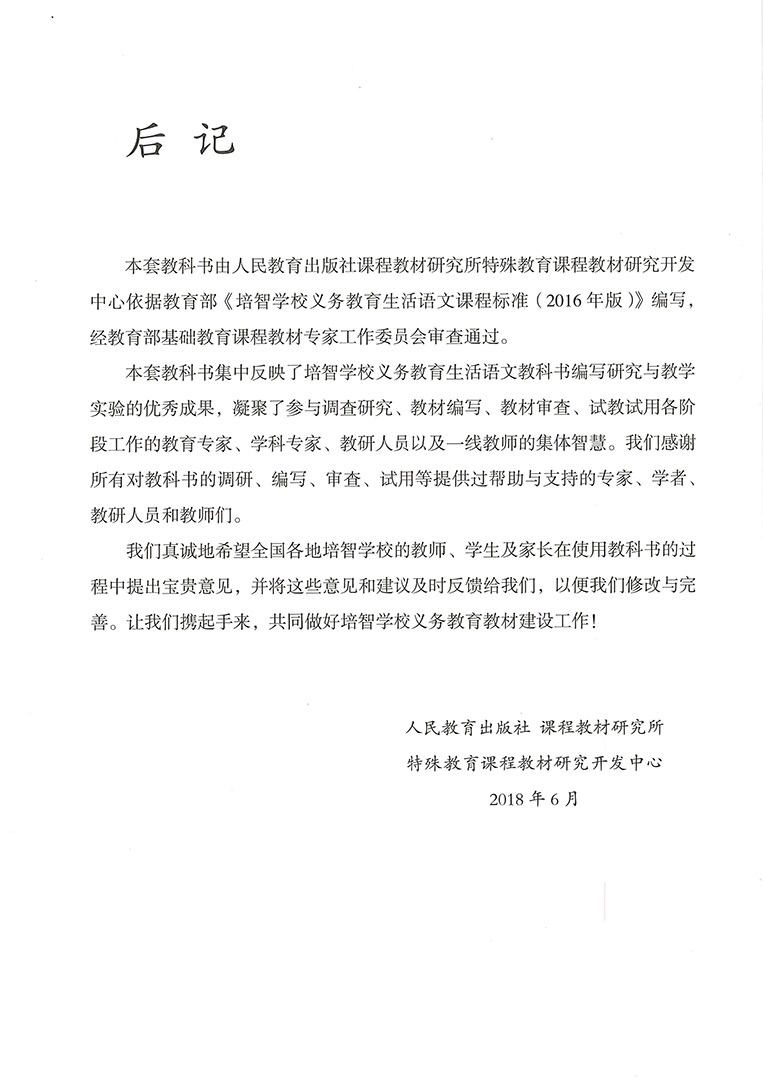 后 记
本套教科书由人民教育出版社课程教材研究所特殊教育课程教材研究开发
中心依据教育部《培智学校义务教育生活语文课程标准（2016 年版）》编写，
经教育部基础教育课程教材专家工作委员会审查通过。
本套教科书集中反映了培智学校义务教育生活语文教科书编写研究与教学
实验的优秀成果，凝聚了参与调查研究、教材编写、教材审查、试教试用各阶
段工作的教育专家、学科专家、教研人员以及一线教师的集体智慧。我们感谢
所有对教科书的调研、编写、审查、试用等提供过帮助与支持的专家、学者、
教研人员和教师们。
我们真诚地希望全国各地培智学校的教师、学生及家长在使用教科书的过
程中提出宝贵意见，并将这些意见和建议及时反馈给我们，以便我们修改与完
善。让我们携起手来，共同做好培智学校义务教育教材建设工作！
人民教育出版社 课程教材研究所
特殊教育课程教材研究开发中心
2018 年 6 月